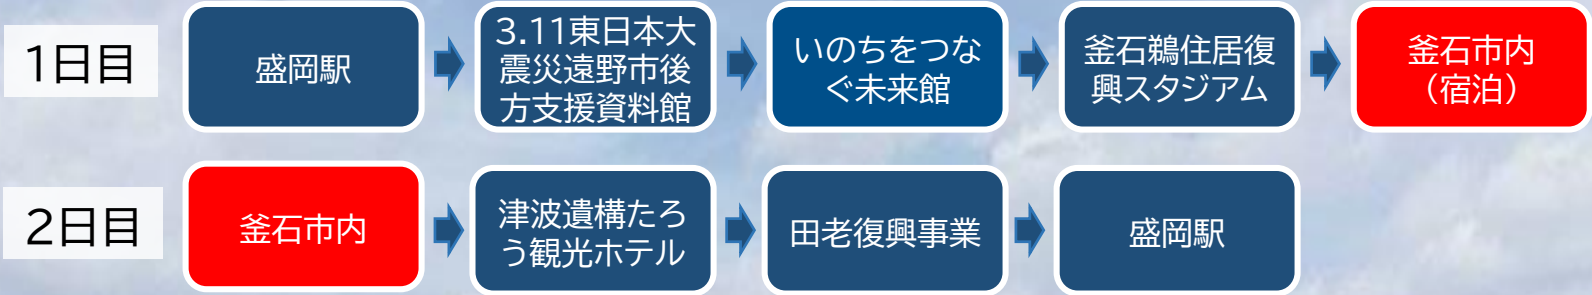 1日目
盛岡駅
3.11東日本大
震災遠野市後
方支援資料館
いのちをつな
ぐ未来館
釜石鵜住居復
興スタジアム
釜石市内
（宿泊）
2日目
釜石市内
津波遺構たろ
う観光ホテル
田老復興事業
盛岡駅